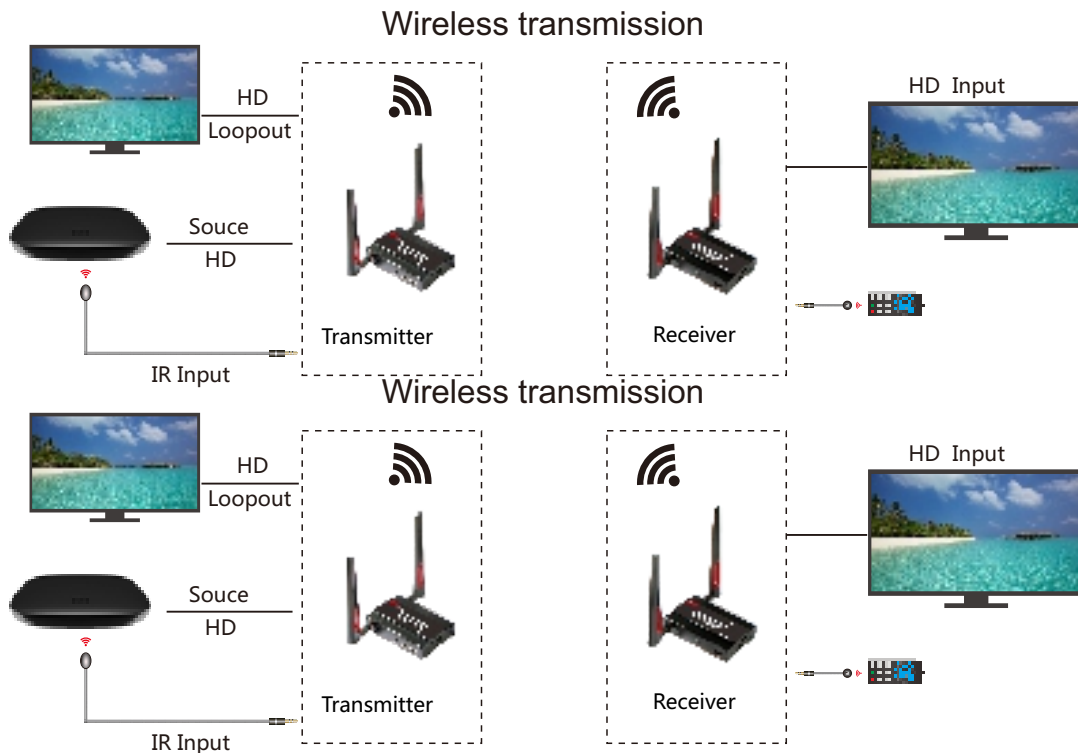 Wireless transmission
HD
Loopout
HD Input
Souce
HD
Transmitter
Receiver
IR Input
Wireless transmission
HD
Loopout
HD Input
Souce
HD
Transmitter
Receiver
IR Input